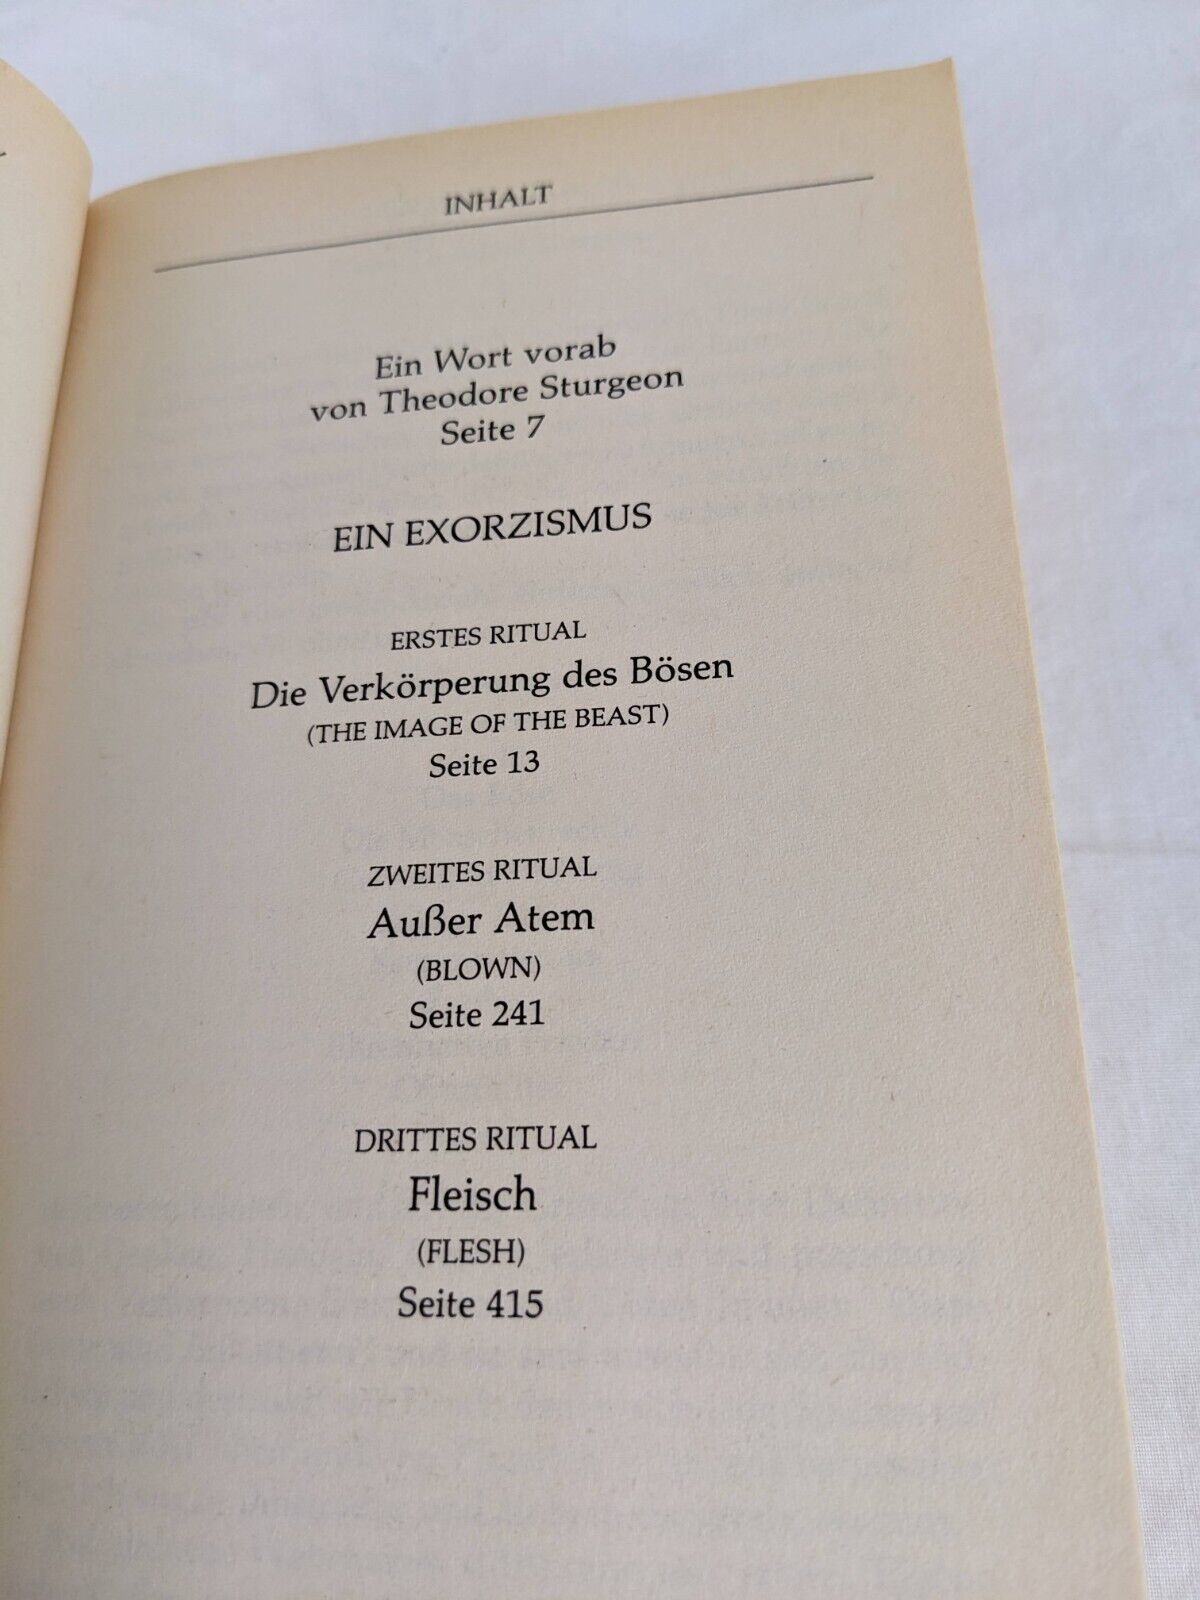 INHALT
Ein Wort vorab
von Theodore Sturgeon
Seite 7
EIN EXORZISMUS
ERSTES RITUAL
Die Verkörperung des Bösen
(THE IMAGE OF THE BEAST)
Seite 13
ZWEITES RITUAL
Außer Atem
(BLOWN)
Seite 241
DRITTES RITUAL
Fleisch
(FLESH)
Seite 415